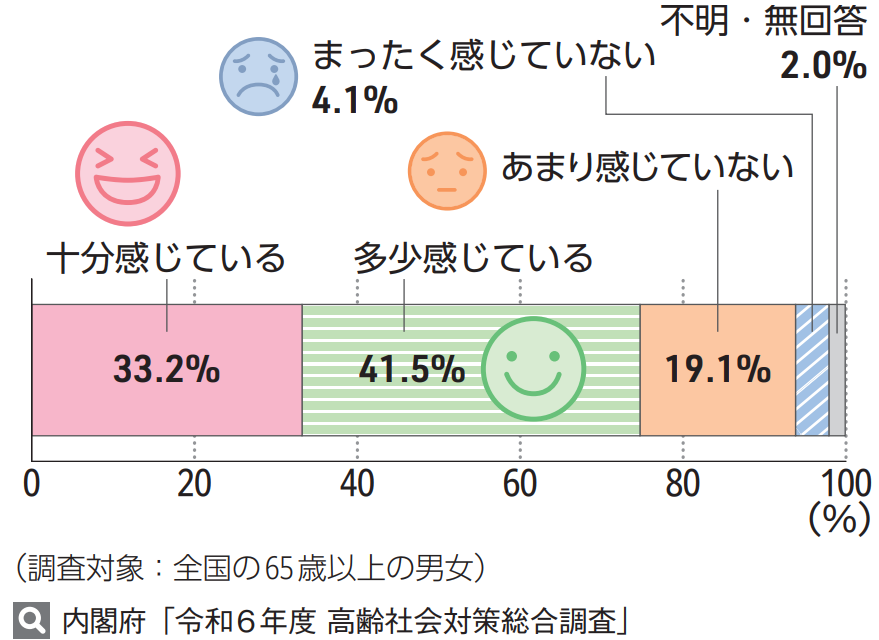 不明・無回答
2.0%
まったく感じていない
4.1%
あまり感じていない
十分感じている
多少感じている
33.2%
41.5%
19.1%
0 20 40 60 80 100
(%)
（調査対象：全国の65歳以上の男女）
内閣府「令和6年度 高齢社会対策総合調査」